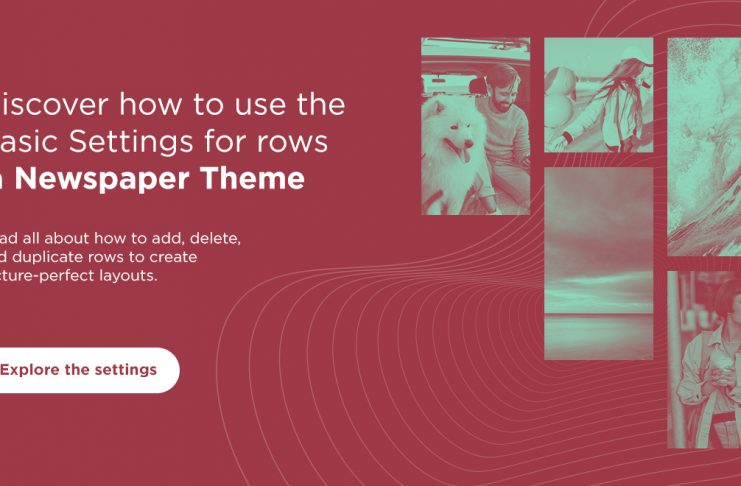 iscover how to use the
asic Settings for rows
n Newspaper Theme
ad all about how to add, delete,
d duplicate rows to create
cture-perfect layouts.
Explore the settings